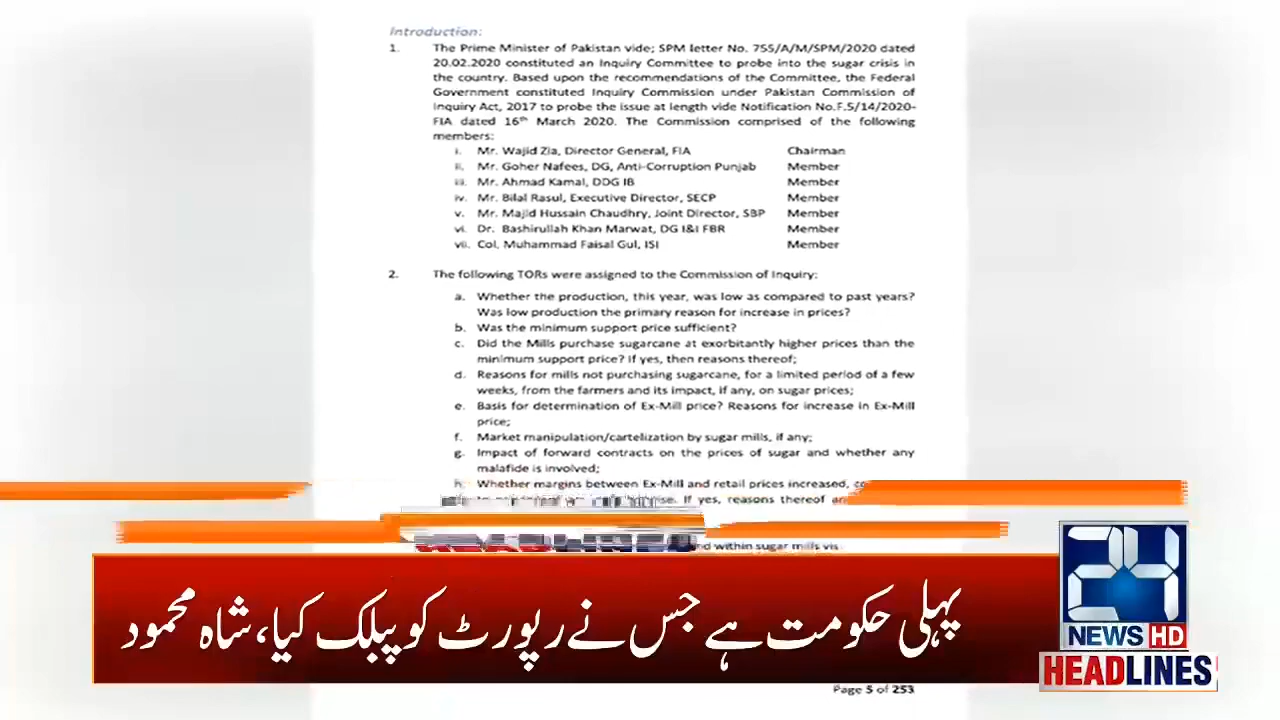 Introduction:
1. The Prime Minister of Pakistan vide; SPM letter No. 755/A/M/SPM/2020 dated
20.02.2020 constituted an Inquiry Committee to probe into the sugar crisis in
the country. Based upon the recommendations of the Committee, the Federal
Government constituted Inquiry Commission under Pakistan Commission of
Inquiry Act, 2017 to probe the issue at length vide Notification No.F.5/14/2020-
FIA dated 16th March 2020. The Commission comprised of the following
members:
i. Mr. Wajid Zia, Director General, FIA Chairman
ii. Mr. Goher Nafees, DG, Anti-Corruption Punjab Member
iii. Mr. Ahmad Kamal, DDG IB Member
iv. Mr. Bilal Rasul, Executive Director, SECP Member
v. Mr. Majid Hussain Chaudhry, Joint Director, SBP Member
vi. Dr. Bashirullah Khan Marwat, DG I&I FBR Member
vii. Col. Muhammad Faisal Gul, ISI Member
2. The following TORs were assigned to the Commission of Inquiry:
a. Whether the production, this year, was low as compared to past years?
Was low production the primary reason for increase in prices?
b. Was the minimum support price sufficient?
c. Did the Mills purchase sugarcane at exorbitantly higher prices than the
minimum support price? If yes, then reasons thereof;
d. Reasons for mills not purchasing sugarcane, for a limited period of a few
weeks, from the farmers and its impact, if any, on sugar prices;
e. Basis for determination of Ex-Mill price? Reasons for increase in Ex-Mill
price;
f. Market manipulation/cartelization by sugar mills, if any;
g. Impact of forward contracts on the prices of sugar and whether any
malafide is involved;
h. Whether margins between Ex-Mill and retail prices increased,
If yes, reasons thereof
within sugar mills vis
پہلی حکومت ہے جس نے رپورٹ کو پبلک کیا، شاہ محمود
24
NEWS HD
HEADLINES
Page 5 of 253